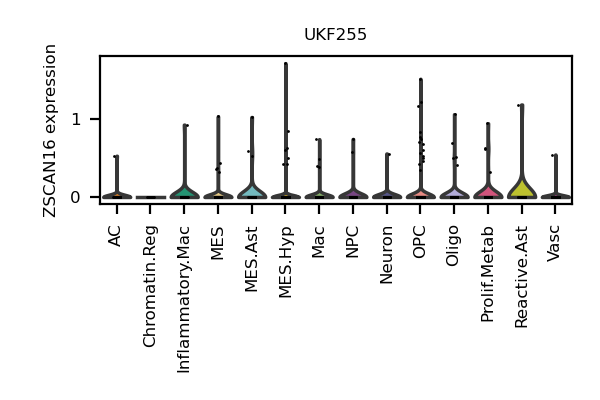 UKF255
ZSCAN16 expression
1
0
AC
Chromatin.Reg
Inflammatory.Mac
MES
MES.Ast
MES.Hyp
Mac
NPC
Neuron
OPC
Oligo
Prolif.Metab
Reactive.Ast
Vasc